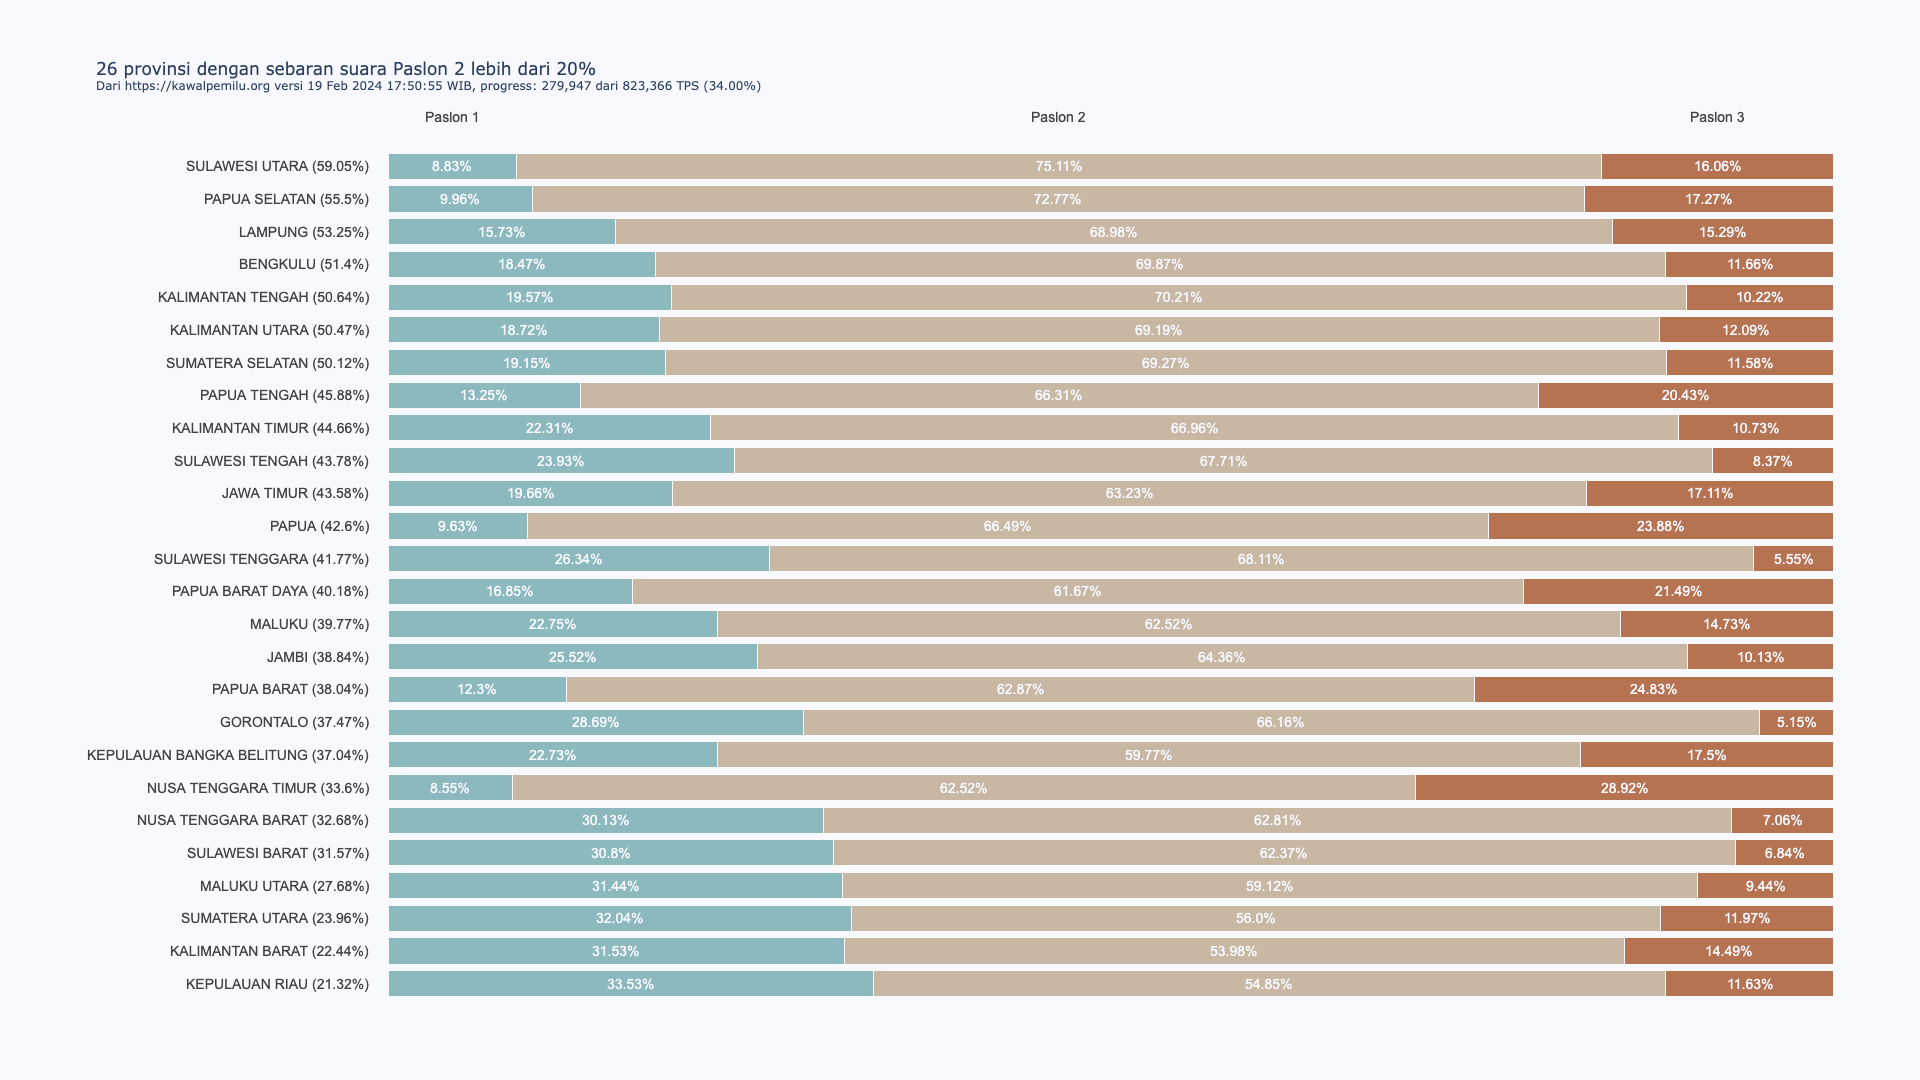 26 provinsi dengan sebaran suara Paslon 2 lebih dari 20%
Dari https://kawalpemilu.org versi 19 Feb 2024 17:50:55 WIB, progress: 279,947 dari 823,366 TPS (34.00%)
Paslon 1 Paslon 2 Paslon 3
SULAWESI UTARA (59.05%) 8.83% 75.11% 16.06%
PAPUA SELATAN (55.5%) 9.96% 72.77% 17.27%
LAMPUNG (53.25%) 15.73% 68.98% 15.29%
BENGKULU (51.4%) 18.47% 69.87% 11.66%
KALIMANTAN TENGAH (50.64%) 19.57% 70.21% 10.22%
KALIMANTAN UTARA (50.47%) 18.72% 69.19% 12.09%
SUMATERA SELATAN (50.12%) 19.15% 69.27% 11.58%
PAPUA TENGAH (45.88%) 13.25% 66.31% 20.43%
KALIMANTAN TIMUR (44.66%) 22.31% 66.96% 10.73%
SULAWESI TENGAH (43.78%) 23.93% 67.71% 8.37%
JAWA TIMUR (43.58%) 19.66% 63.23% 17.11%
PAPUA (42.6%) 9.63% 66.49% 23.88%
SULAWESI TENGGARA (41.77%) 26.34% 68.11% 5.55%
PAPUA BARAT DAYA (40.18%) 16.85% 61.67% 21.49%
MALUKU (39.77%) 22.75% 62.52% 14.73%
JAMBI (38.84%) 25.52% 64.36% 10.13%
PAPUA BARAT (38.04%) 12.3% 62.87% 24.83%
GORONTALO (37.47%) 28.69% 66.16% 5.15%
KEPULAUAN BANGKA BELITUNG (37.04%) 22.73% 59.77% 17.5%
NUSA TENGGARA TIMUR (33.6%) 8.55% 62.52% 28.92%
NUSA TENGGARA BARAT (32.68%) 30.13% 62.81% 7.06%
SULAWESI BARAT (31.57%) 30.8% 62.37% 6.84%
MALUKU UTARA (27.68%) 31.44% 59.12% 9.44%
SUMATERA UTARA (23.96%) 32.04% 56.0% 11.97%
KALIMANTAN BARAT (22.44%) 31.53% 53.98% 14.49%
KEPULAUAN RIAU (21.32%) 33.53% 54.85% 11.63%